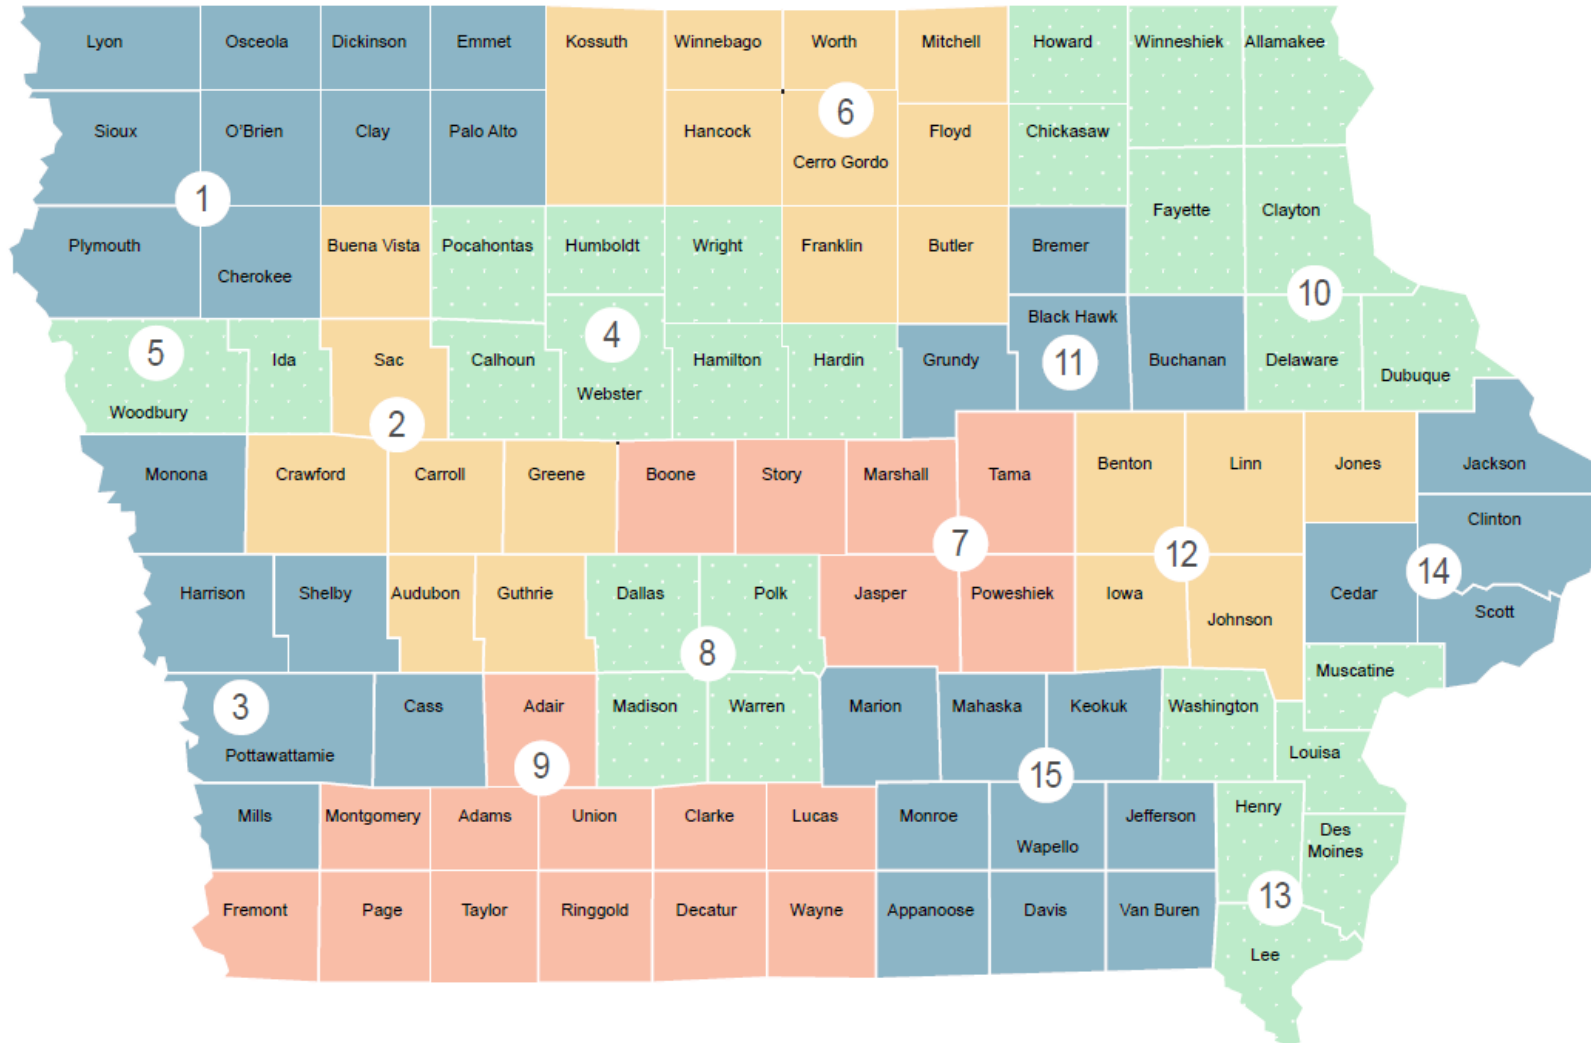 Lyon
Osceola
Dickinson
Emmet
Kossuth
Winnebago
Worth
Mitchell
Howard
Winneshiek
Allamakee
6
Sioux
O'Brien
Clay
Palo Alto
Hancock
Cerro Gordo
Floyd
Chickasaw
1
Fayette
Clayton
Plymouth
Cherokee
Buena Vista
Pocahontas
Humboldt
Wright
Franklin
Butler
Bremer
10
Black Hawk
5
Woodbury
Ida
Sac
Calhoun
4
Webster
Hamilton
Hardin
Grundy
11
Buchanan
Delaware
Dubuque
2
Monona
Crawford
Carroll
Greene
Boone
Story
Marshall
Tama
Benton
Linn
Jones
Jackson
Clinton
7
12
14
Harrison
Shelby
Audubon
Guthrie
Dallas
Polk
Jasper
Poweshiek
Iowa
Johnson
Cedar
Scott
8
Muscatine
3
Pottawattamie
Cass
Adair
Madison
Warren
Marion
Mahaska
Keokuk
Washington
Louisa
9
15
Mills
Montgomery
Adams
Union
Clarke
Lucas
Monroe
Wapello
Jefferson
Henry
Des
Moines
13
Fremont
Page
Taylor
Ringgold
Decatur
Wayne
Appanoose
Davis
Van Buren
Lee